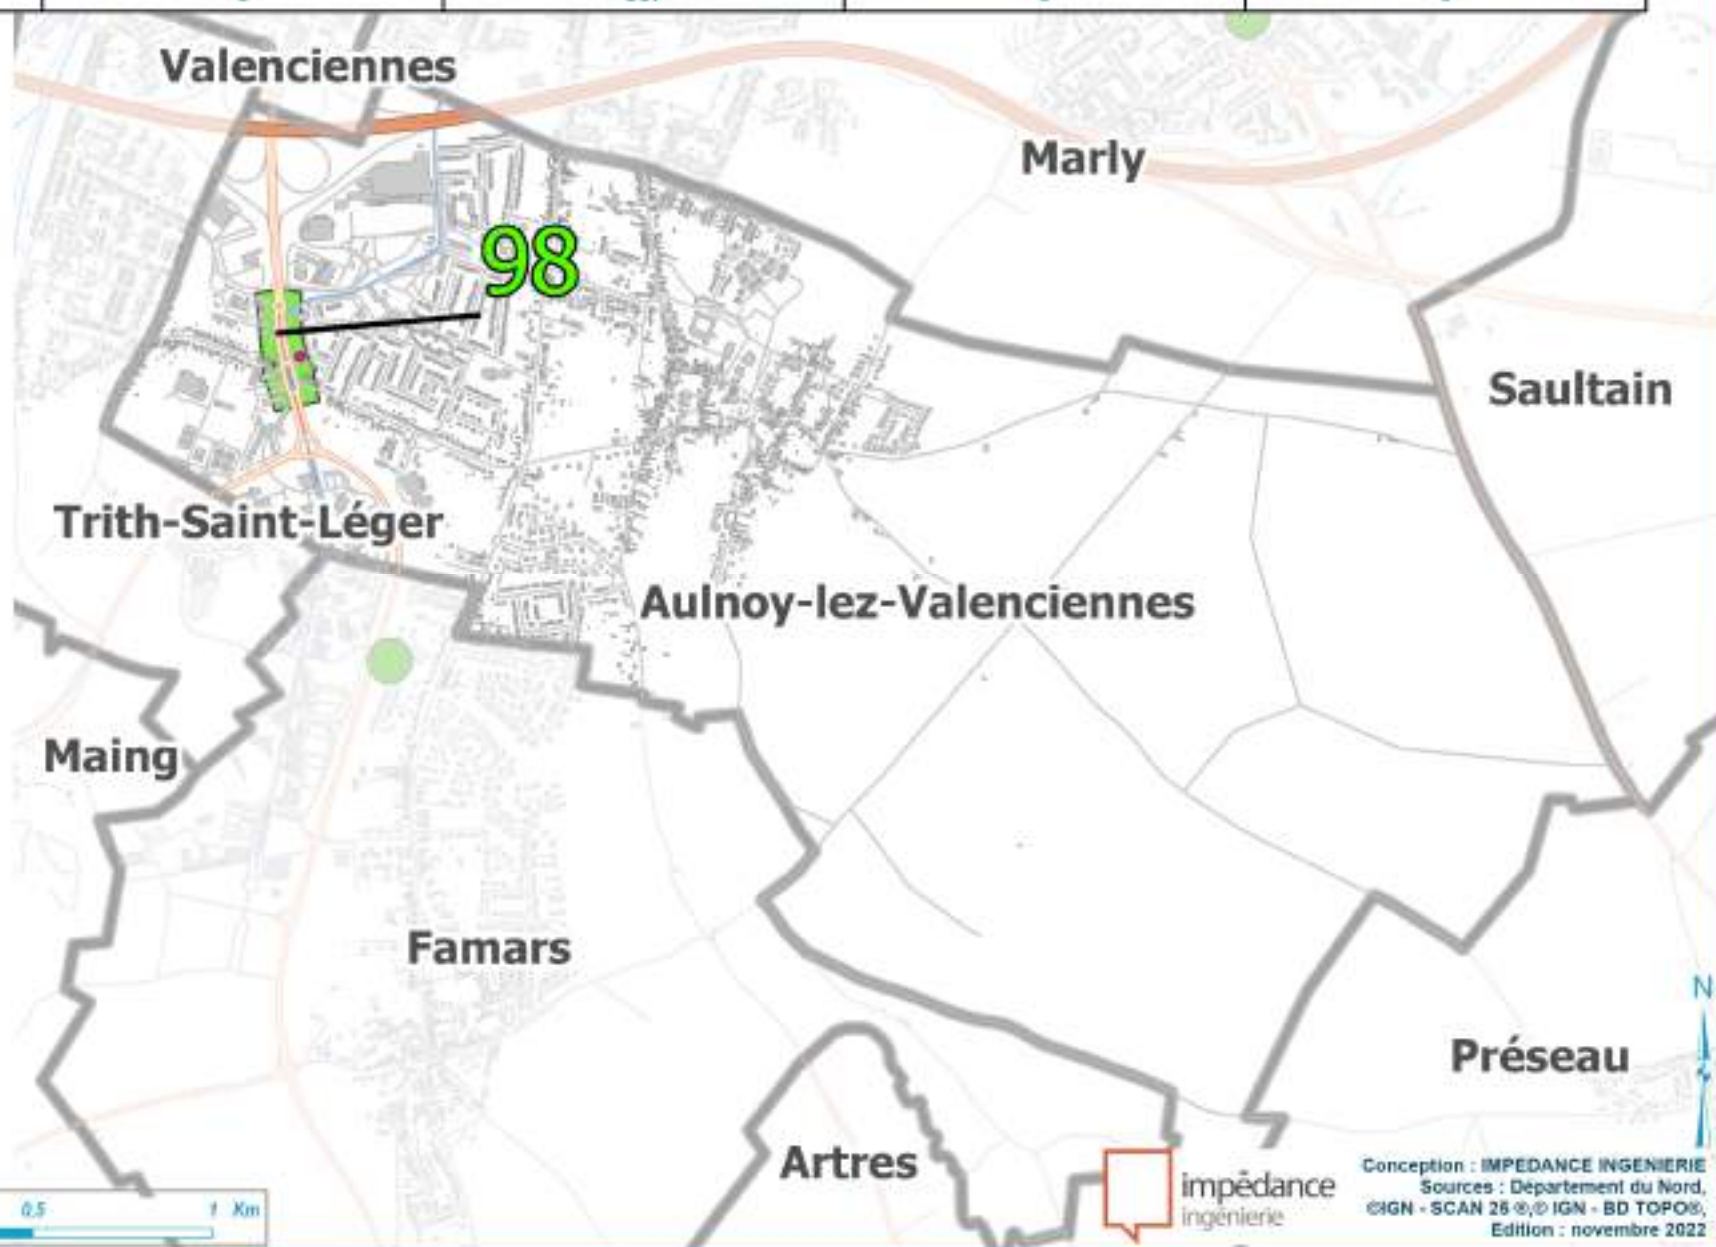 Valenciennes
Marly
98
Saultain
Trith-Saint-Léger
Aulnoy-lez-Valenciennes
Maing
Famars
N
Préseau
Artres
impédance
ingénierie
Conception : IMPEDANCE INGENIERIE
Sources : Département du Nord,
©IGN - SCAN 25 ®,© IGN - BD TOPO®,
Edition : novembre 2022
0.5 1 Km